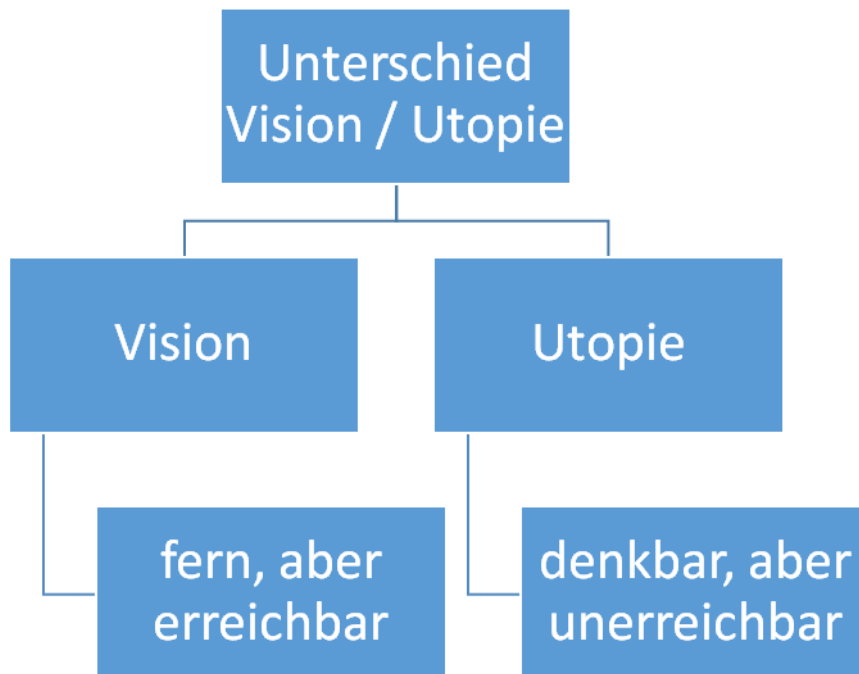 Unterschied
Vision / Utopie
Vision
Utopie
fern, aber
erreichbar
denkbar, aber
unerreichbar